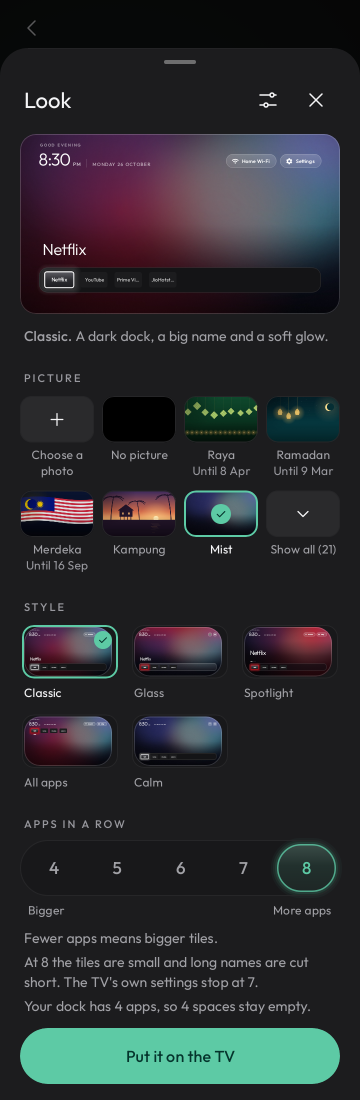 Look
GOOD EVENING
8:30 PM MONDAY 26 OCTOBER
Home Wi-Fi
Settings
Netflix
Netflix YouTube Prime Vi... JioHotst...
Classic. A dark dock, a big name and a soft glow.
PICTURE
Choose a photo
No picture
Raya
Until 8 Apr
Ramadan
Until 9 Mar
Merdeka
Until 16 Sep
Kampung
Mist
Show all (21)
STYLE
Classic
Glass
Spotlight
All apps
Calm
APPS IN A ROW
4 5 6 7 8
Bigger
More apps
Fewer apps means bigger tiles.
At 8 the tiles are small and long names are cut
short. The TV's own settings stop at 7.
Your dock has 4 apps, so 4 spaces stay empty.
Put it on the TV